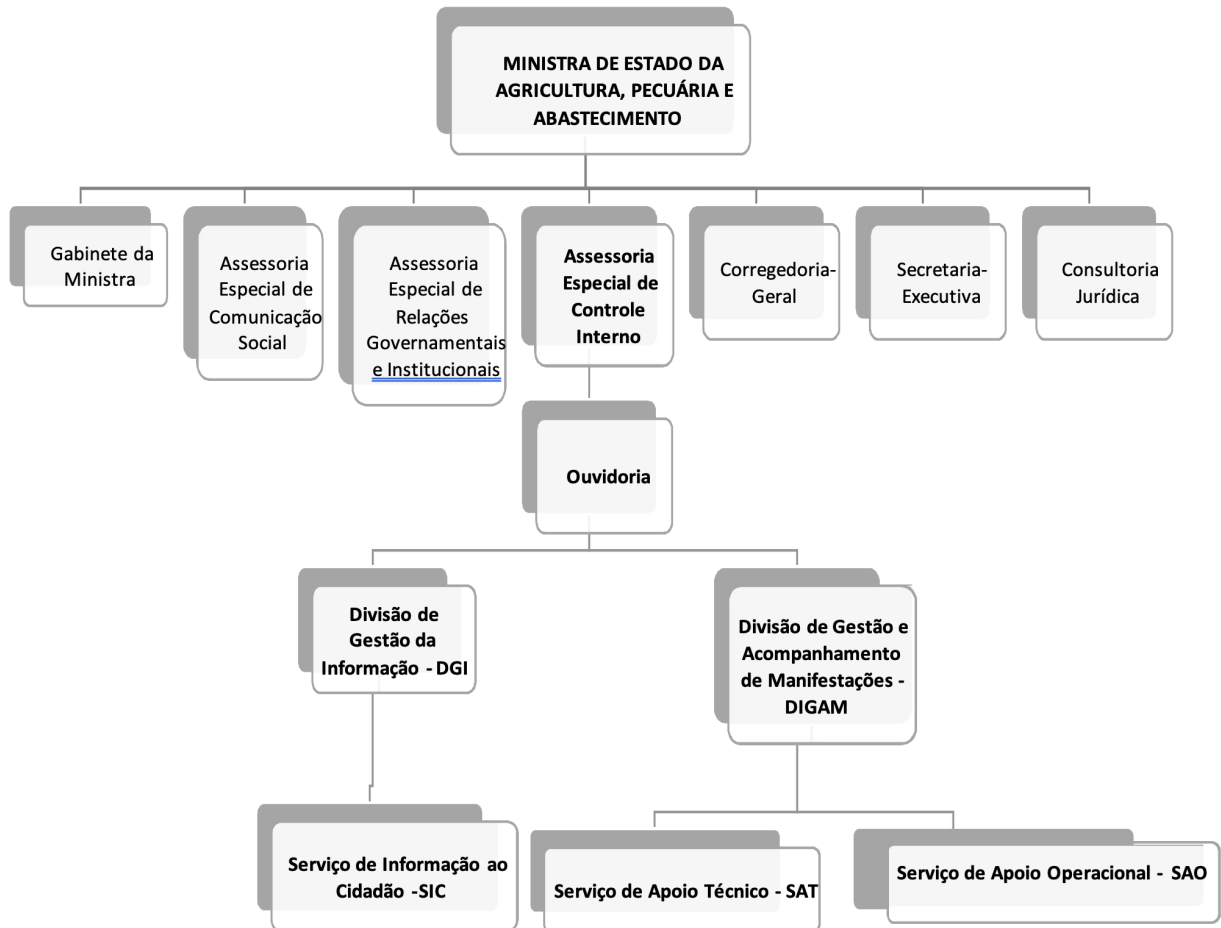 MINISTRA DE ESTADO DA
AGRICULTURA, PECUÁRIA E
ABASTECIMENTO
Gabinete da
Ministra
Assessoria
Especial de
Comunicação
Social
Assessoria
Especial de
Relações
Governamentais
e Institucionais
Assessoria
Especial de
Controle
Interno
Corregedoria-
Geral
Secretaria-
Executiva
Consultoria
Jurídica
Ouvidoria
Divisão de
Gestão da
Informação - DGI
Divisão de Gestão e
Acompanhamento
de Manifestações -
DIGAM
Serviço de Informação ao
Cidadão -SIC
Serviço de Apoio Técnico - SAT
Serviço de Apoio Operacional - SAO